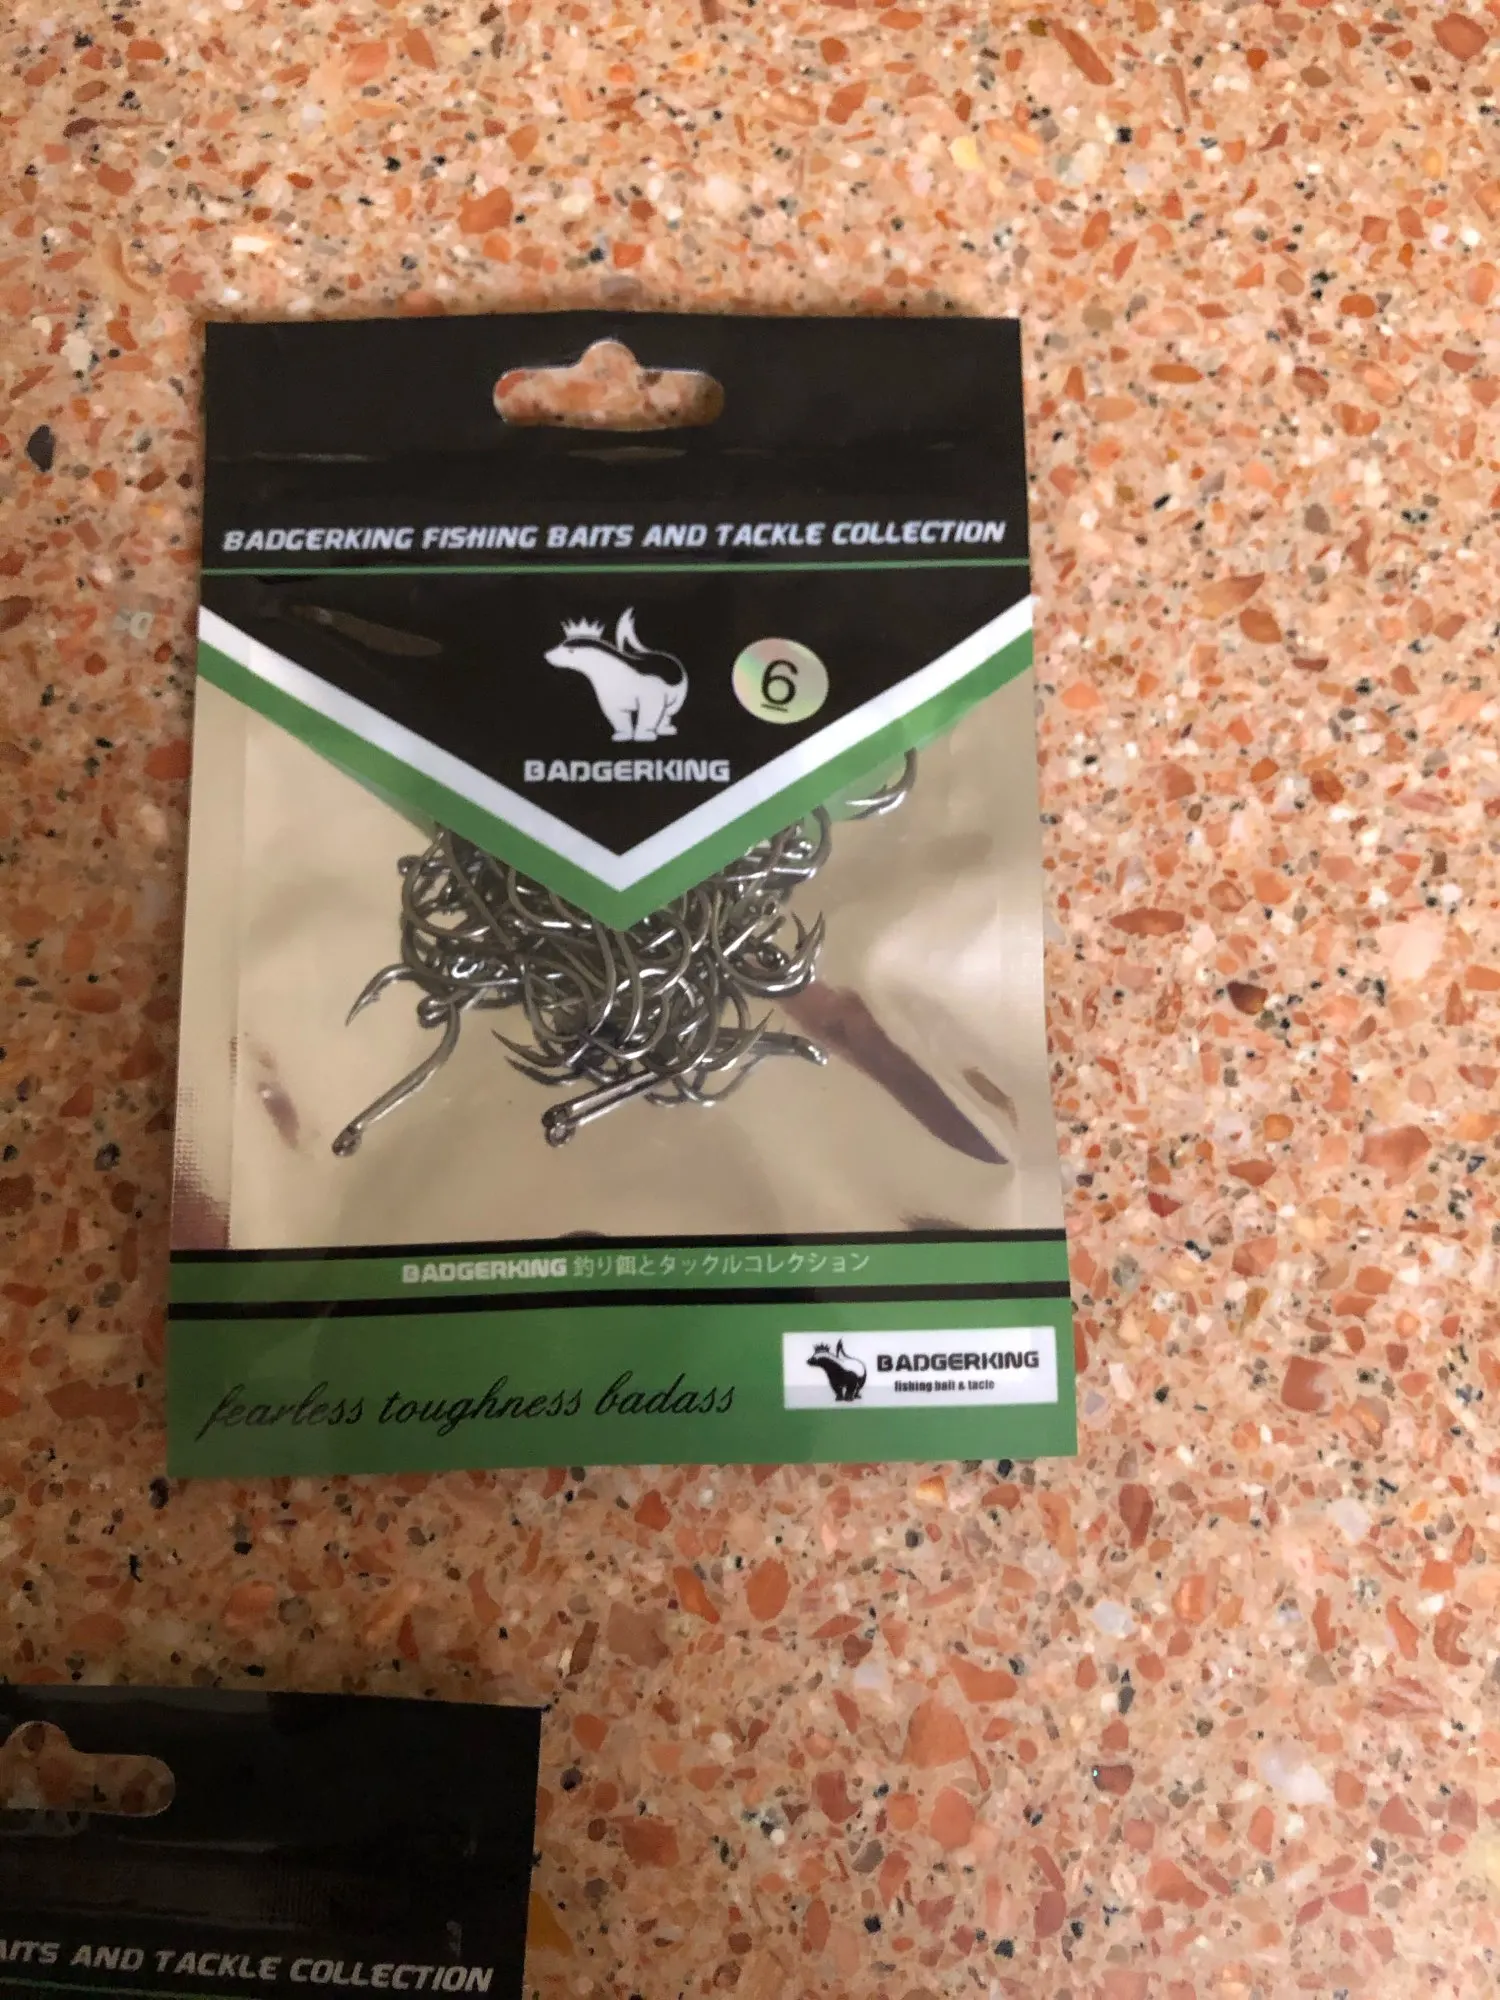 BADGERKING FISHING BAITS AND TACKLE COLLECTION
6
BADGERKING
BADGERKING 釣り餌とタックルコレクション
fearless toughness badass
BADGERKING
fishing bait & tacle
AITS AND TACKLE COLLECTION